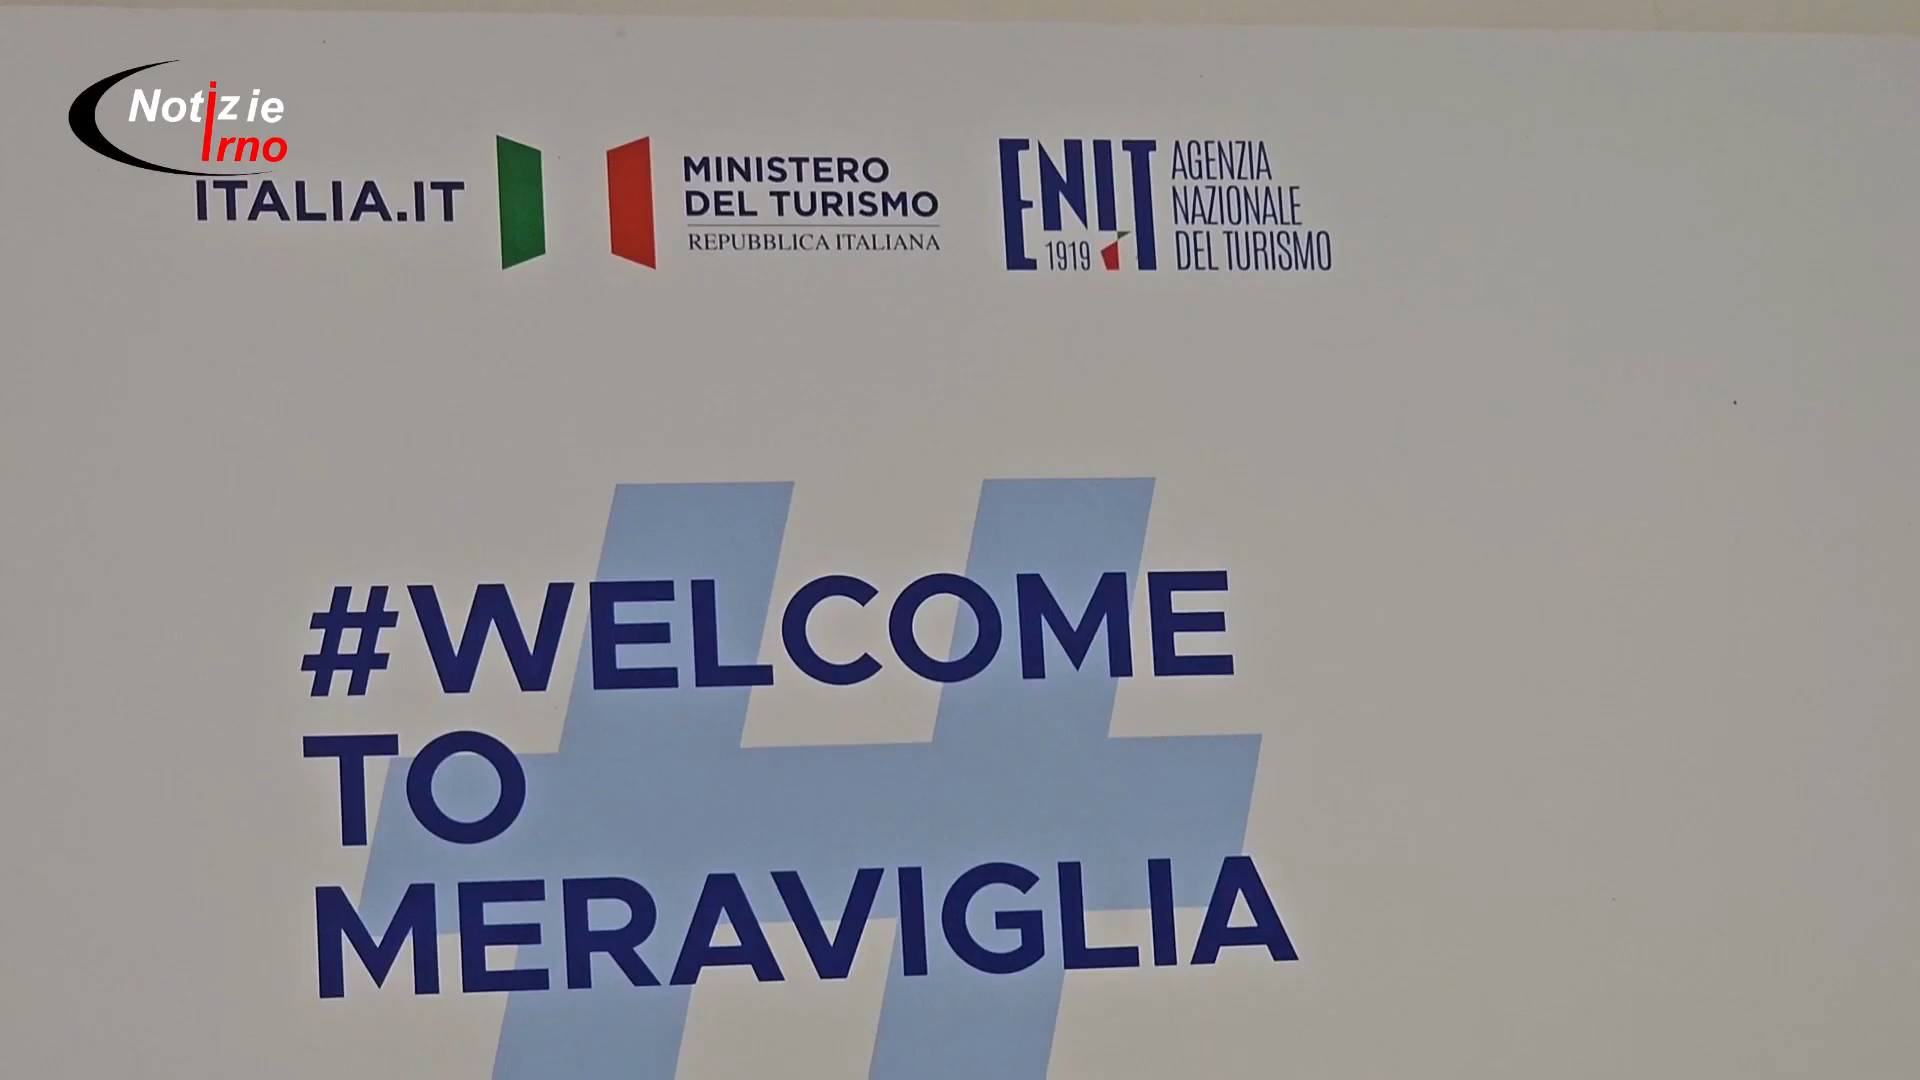 Notizie
Irno
ITALIA.IT
MINISTERO
DEL TURISMO
REPUBBLICA ITALIANA
ENIT
1919
AGENZIA
NAZIONALE
DEL TURISMO
#WELCOME
TO
MERAVIGLIA